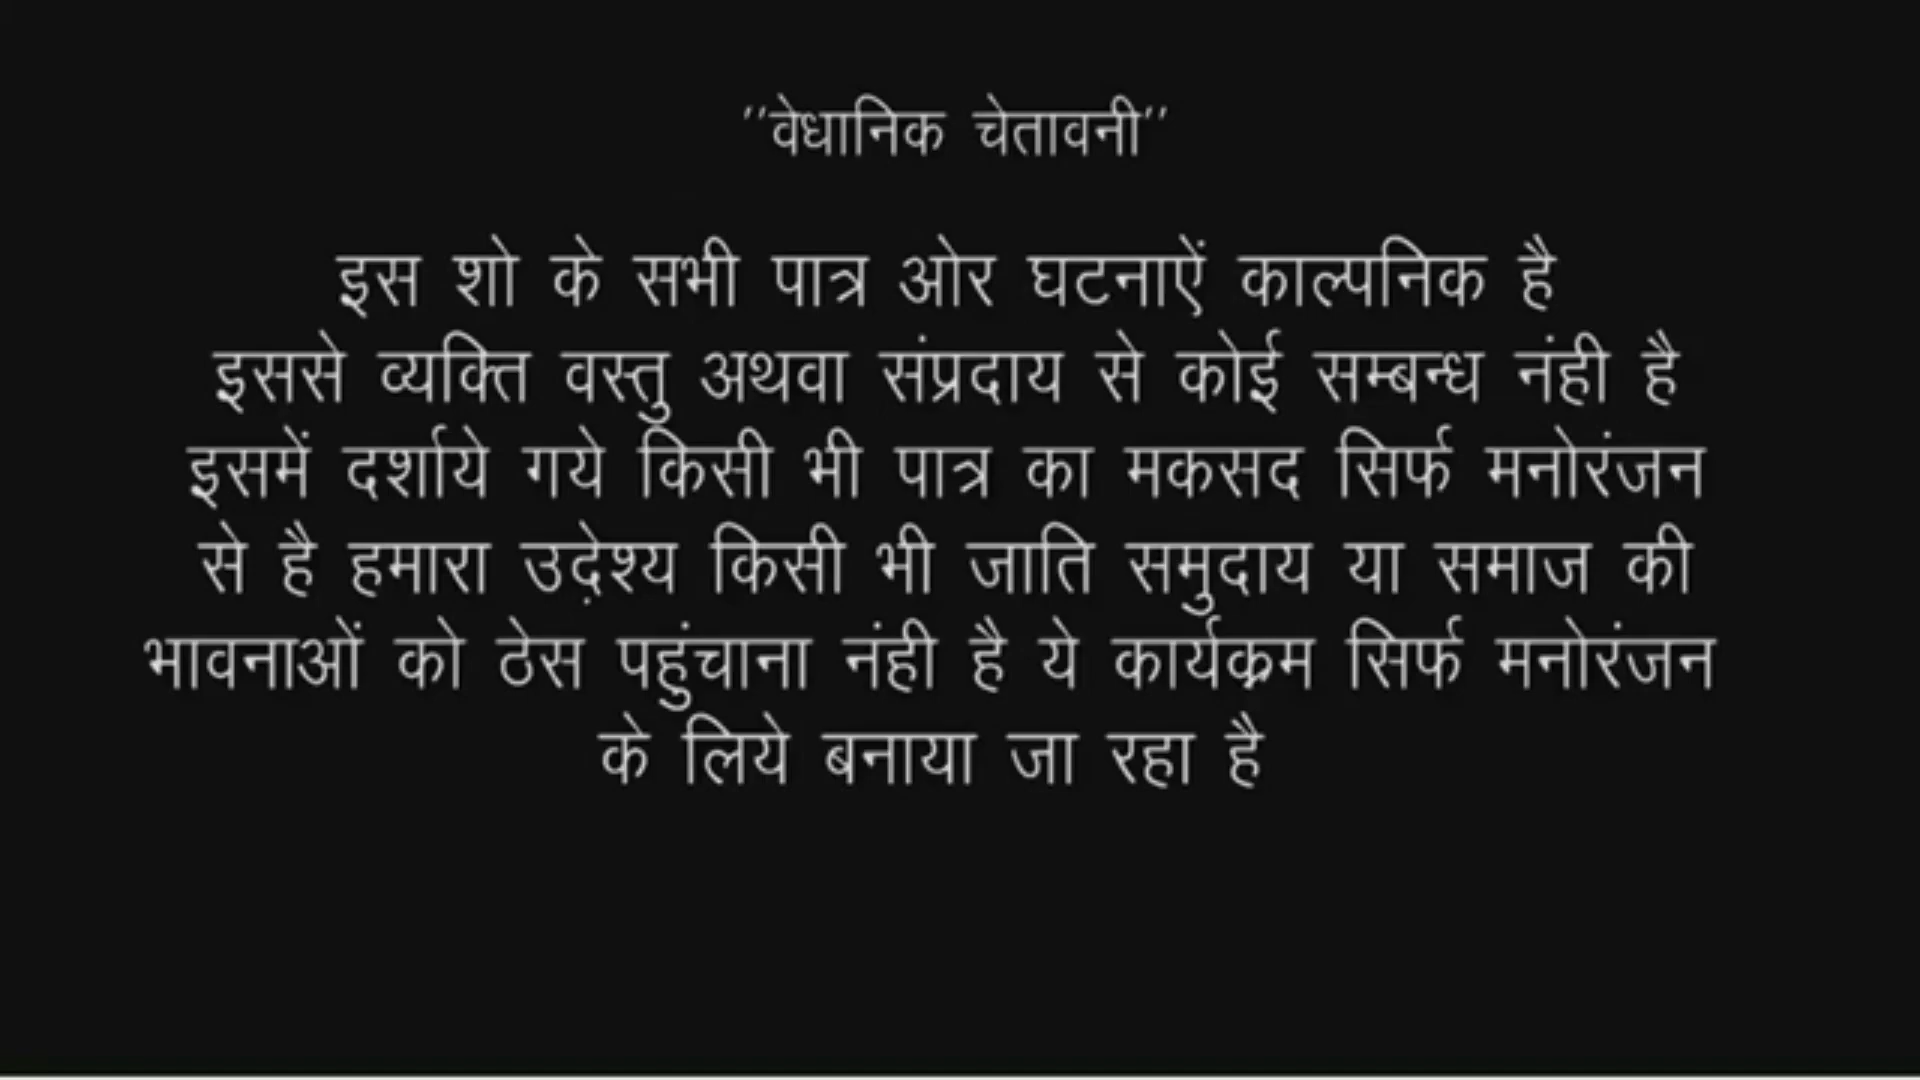 "वेधानिक चेतावनी"
इस शो के सभी पात्र ओर घटनाऐं काल्पनिक है
इससे व्यक्ति वस्तु अथवा संप्रदाय से कोई सम्बन्ध नंही है
इसमें दर्शाये गये किसी भी पात्र का मकसद सिर्फ मनोरंजन
से है हमारा उद़ेश्य किसी भी जाति समुदाय या समाज की
भावनाओं को ठेस पहुंचाना नंही है ये कार्यक्रम सिर्फ मनोरंजन
के लिये बनाया जा रहा है